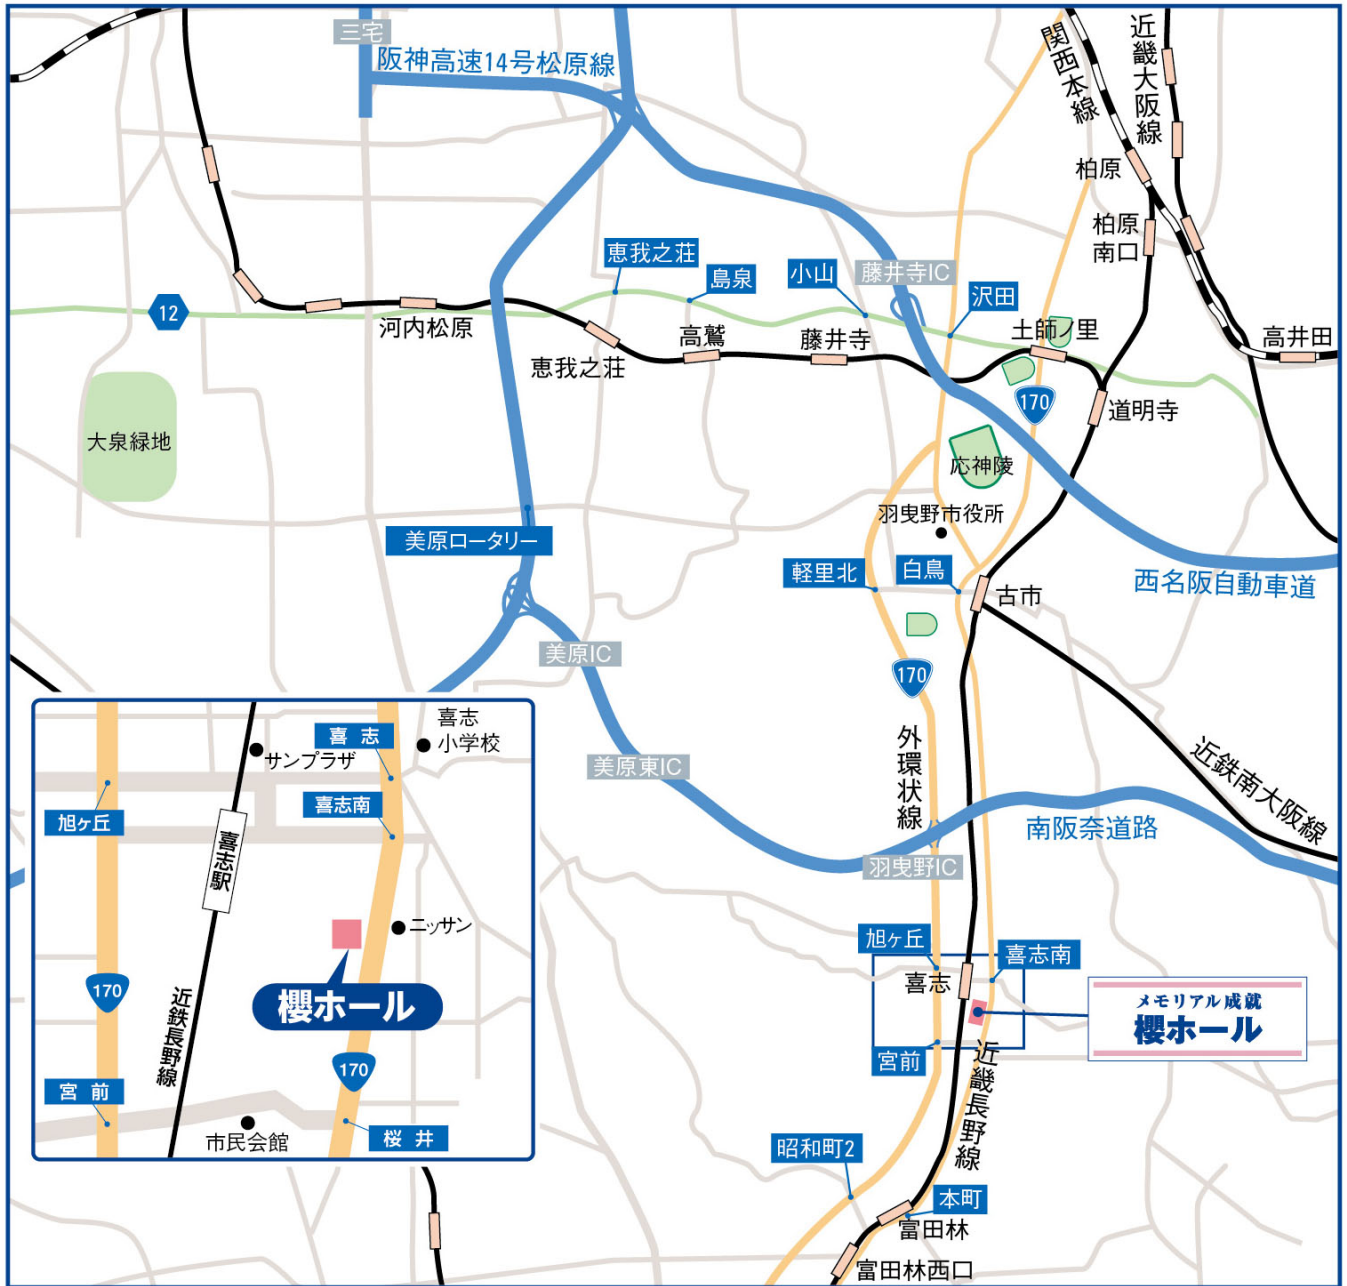 三宅
阪神高速14号松原線
関西本線
近畿大阪線
柏原
柏原
南口
恵我之荘
島泉
小山
藤井寺IC
沢田
12
河内松原
恵我之荘
高鷲
藤井寺
土師ノ里
高井田
170
道明寺
大泉緑地
応神陵
羽曳野市役所
美原ロータリー
軽里北
白鳥
古市
西名阪自動車道
美原IC
170
外環状線
美原東IC
近鉄南大阪線
南阪奈道路
羽曳野IC
旭ヶ丘
喜志南
喜志
メモリアル成就
櫻ホール
宮前
近畿長野線
昭和町2
本町
富田林
富田林西口
喜志
喜志
小学校
サンプラザ
喜志南
旭ヶ丘
喜志駅
ニッサン
170
櫻ホール
近鉄長野線
170
宮前
市民会館
桜井